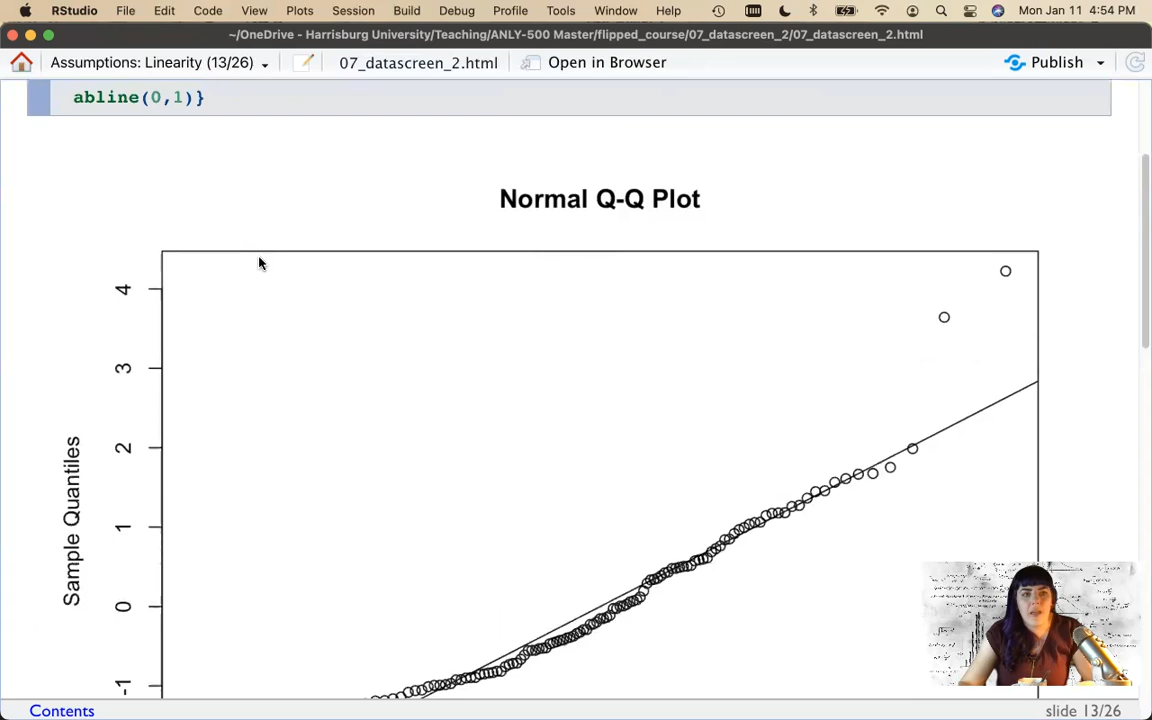 RStudio File Edit Code View Plots Session Build Debug Profile Tools Window Help Mon Jan 11 4:54 PM
~/OneDrive - Harrisburg University/Teaching/ANLY-500 Master/flipped_course/07_datascreen_2/07_datascreen_2.html
Assumptions: Linearity (13/26) 07_datascreen_2.html Open in Browser Publish
abline(0,1)}
Normal Q-Q Plot
4
3
2
1
0
-1
Sample Quantiles
Contents slide 13/26